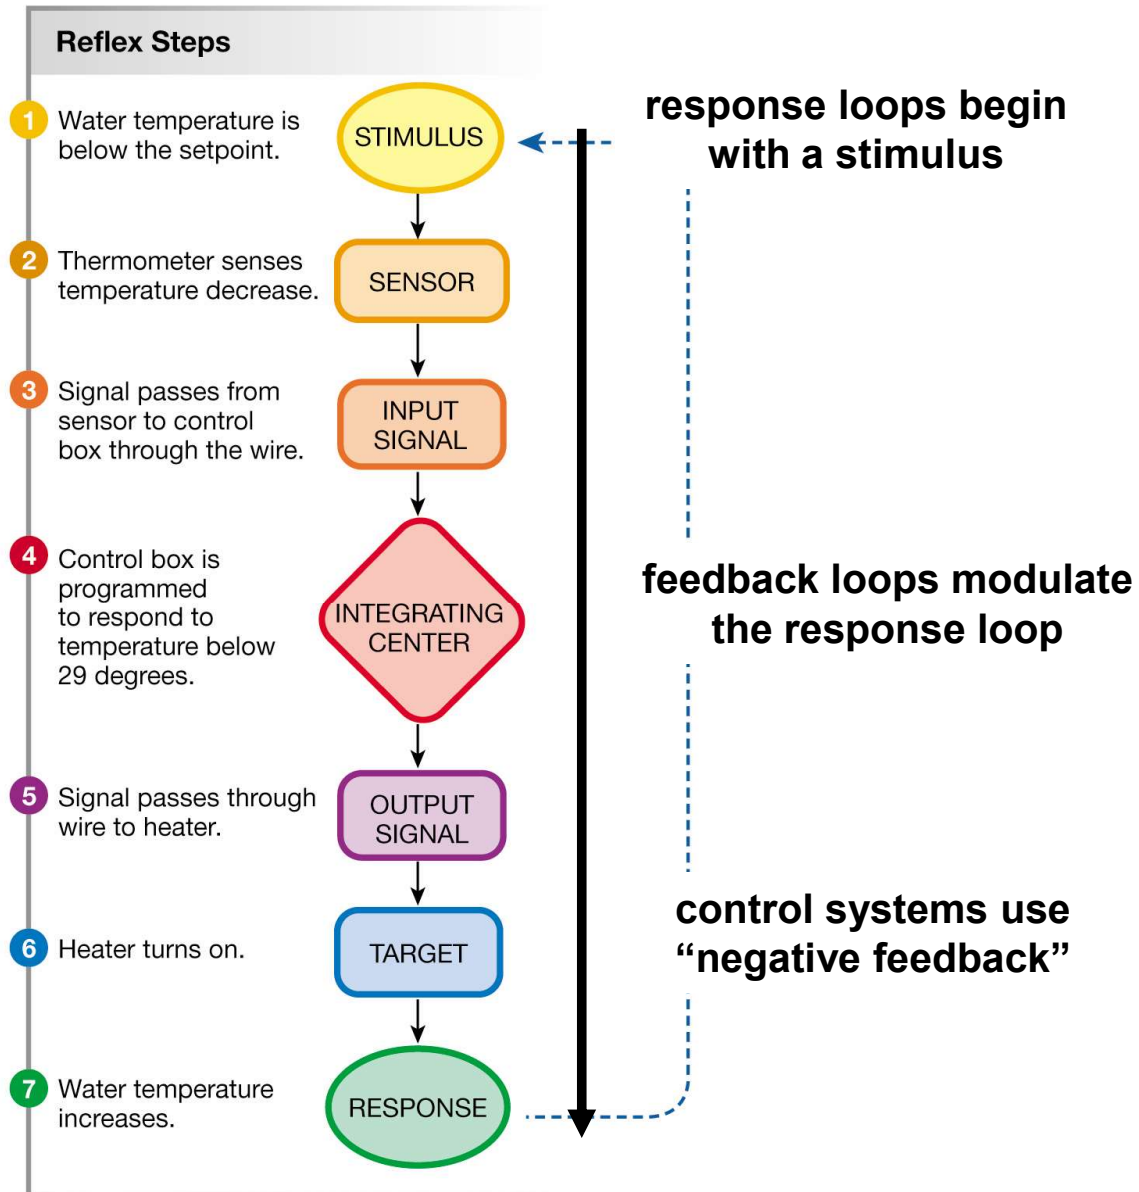 Reflex Steps
1
Water temperature is
below the setpoint.
STIMULUS
response loops begin
with a stimulus
2
Thermometer senses
temperature decrease.
SENSOR
3
Signal passes from
sensor to control
box through the wire.
INPUT
SIGNAL
4
Control box is
programmed
to respond to
temperature below
29 degrees.
INTEGRATING
CENTER
feedback loops modulate
the response loop
5
Signal passes through
wire to heater.
OUTPUT
SIGNAL
6
Heater turns on.
TARGET
control systems use
“negative feedback”
7
Water temperature
increases.
RESPONSE